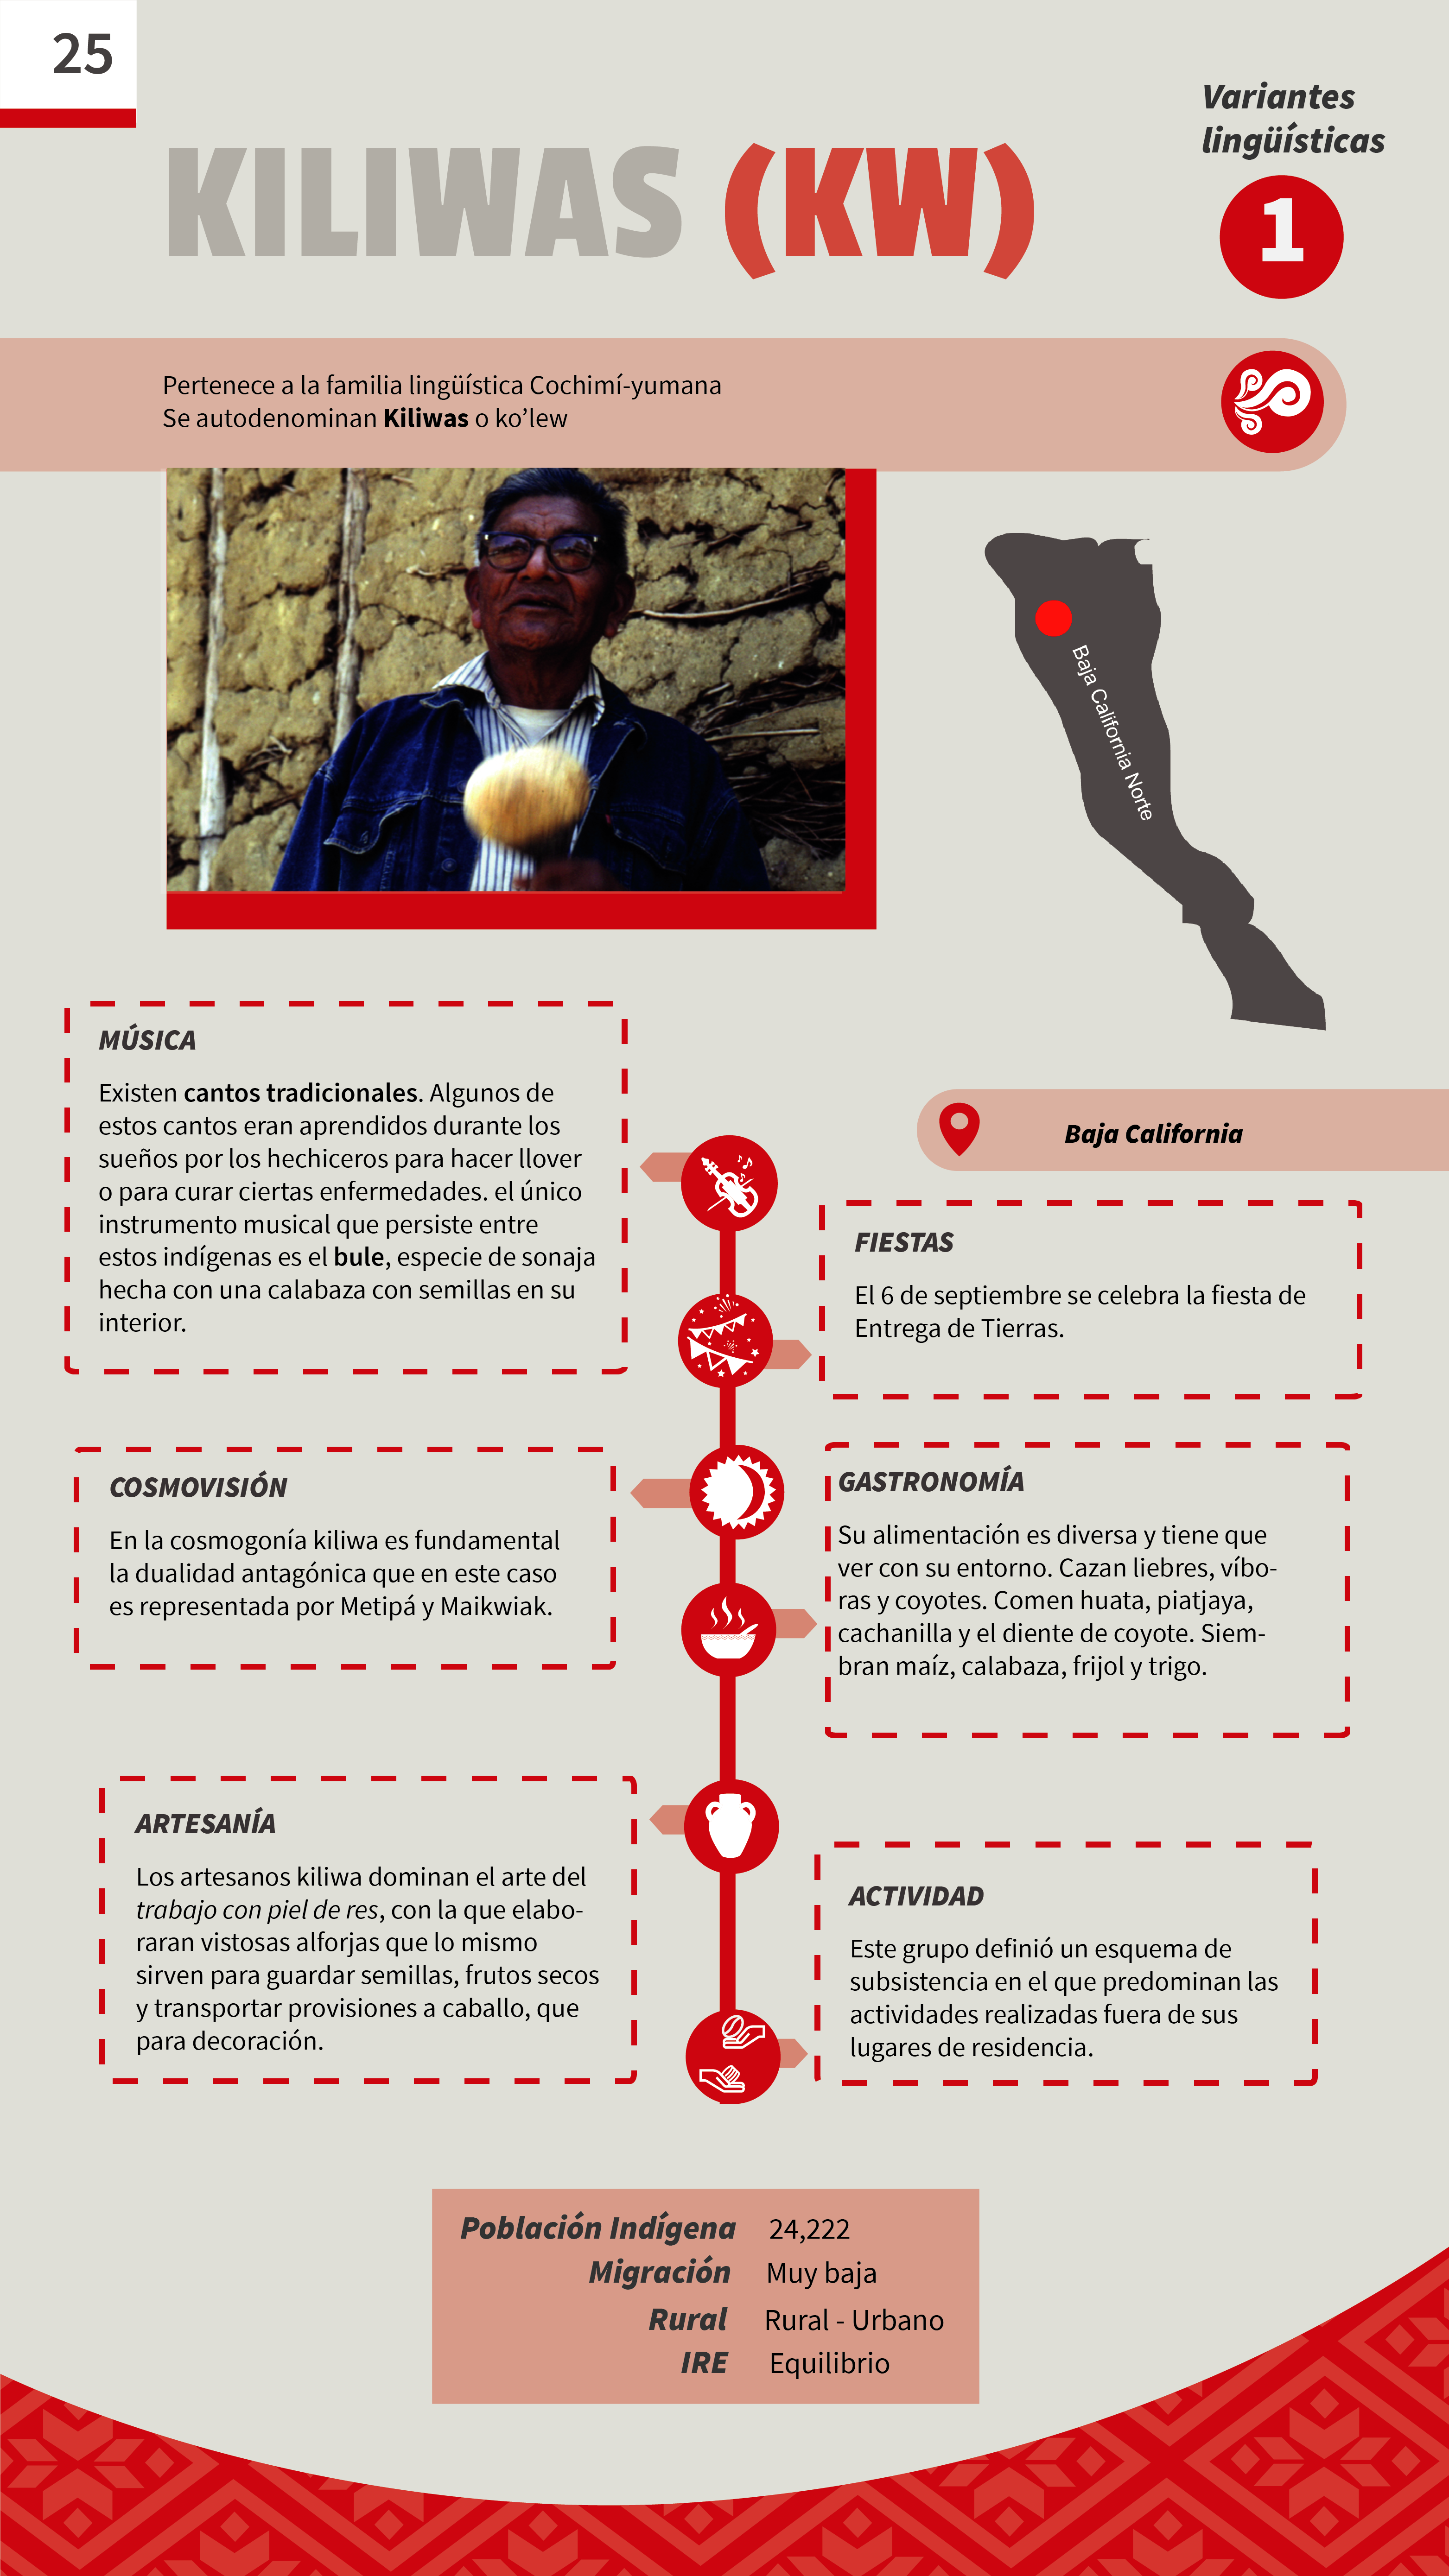 25
Variantes
lingüísticas
KILIWAS (KW)
1
Pertenece a la familia lingüística Cochimí-yumana
Se autodenominan Kiliwas o ko’lew
Baja California Norte
MÚSICA
Existen cantos tradicionales. Algunos de
estos cantos eran aprendidos durante los
sueños por los hechiceros para hacer llover
o para curar ciertas enfermedades. el único
instrumento musical que persiste entre
estos indígenas es el bule, especie de sonaja
hecha con una calabaza con semillas en su
interior.
Baja California
FIESTAS
El 6 de septiembre se celebra la fiesta de
Entrega de Tierras.
COSMOVISIÓN
En la cosmogonía kiliwa es fundamental
la dualidad antagónica que en este caso
es representada por Metipá y Maikwiak.
GASTRONOMÍA
Su alimentación es diversa y tiene que
ver con su entorno. Cazan liebres, víbo-
ras y coyotes. Comen huata, piatjaya,
cachanilla y el diente de coyote. Siem-
bran maíz, calabaza, frijol y trigo.
ARTESANÍA
Los artesanos kiliwa dominan el arte del
trabajo con piel de res, con la que elabo-
raran vistosas alforjas que lo mismo
sirven para guardar semillas, frutos secos
y transportar provisiones a caballo, que
para decoración.
ACTIVIDAD
Este grupo definió un esquema de
subsistencia en el que predominan las
actividades realizadas fuera de sus
lugares de residencia.
Población Indígena 24,222
Migración Muy baja
Rural Rural - Urbano
IRE Equilibrio